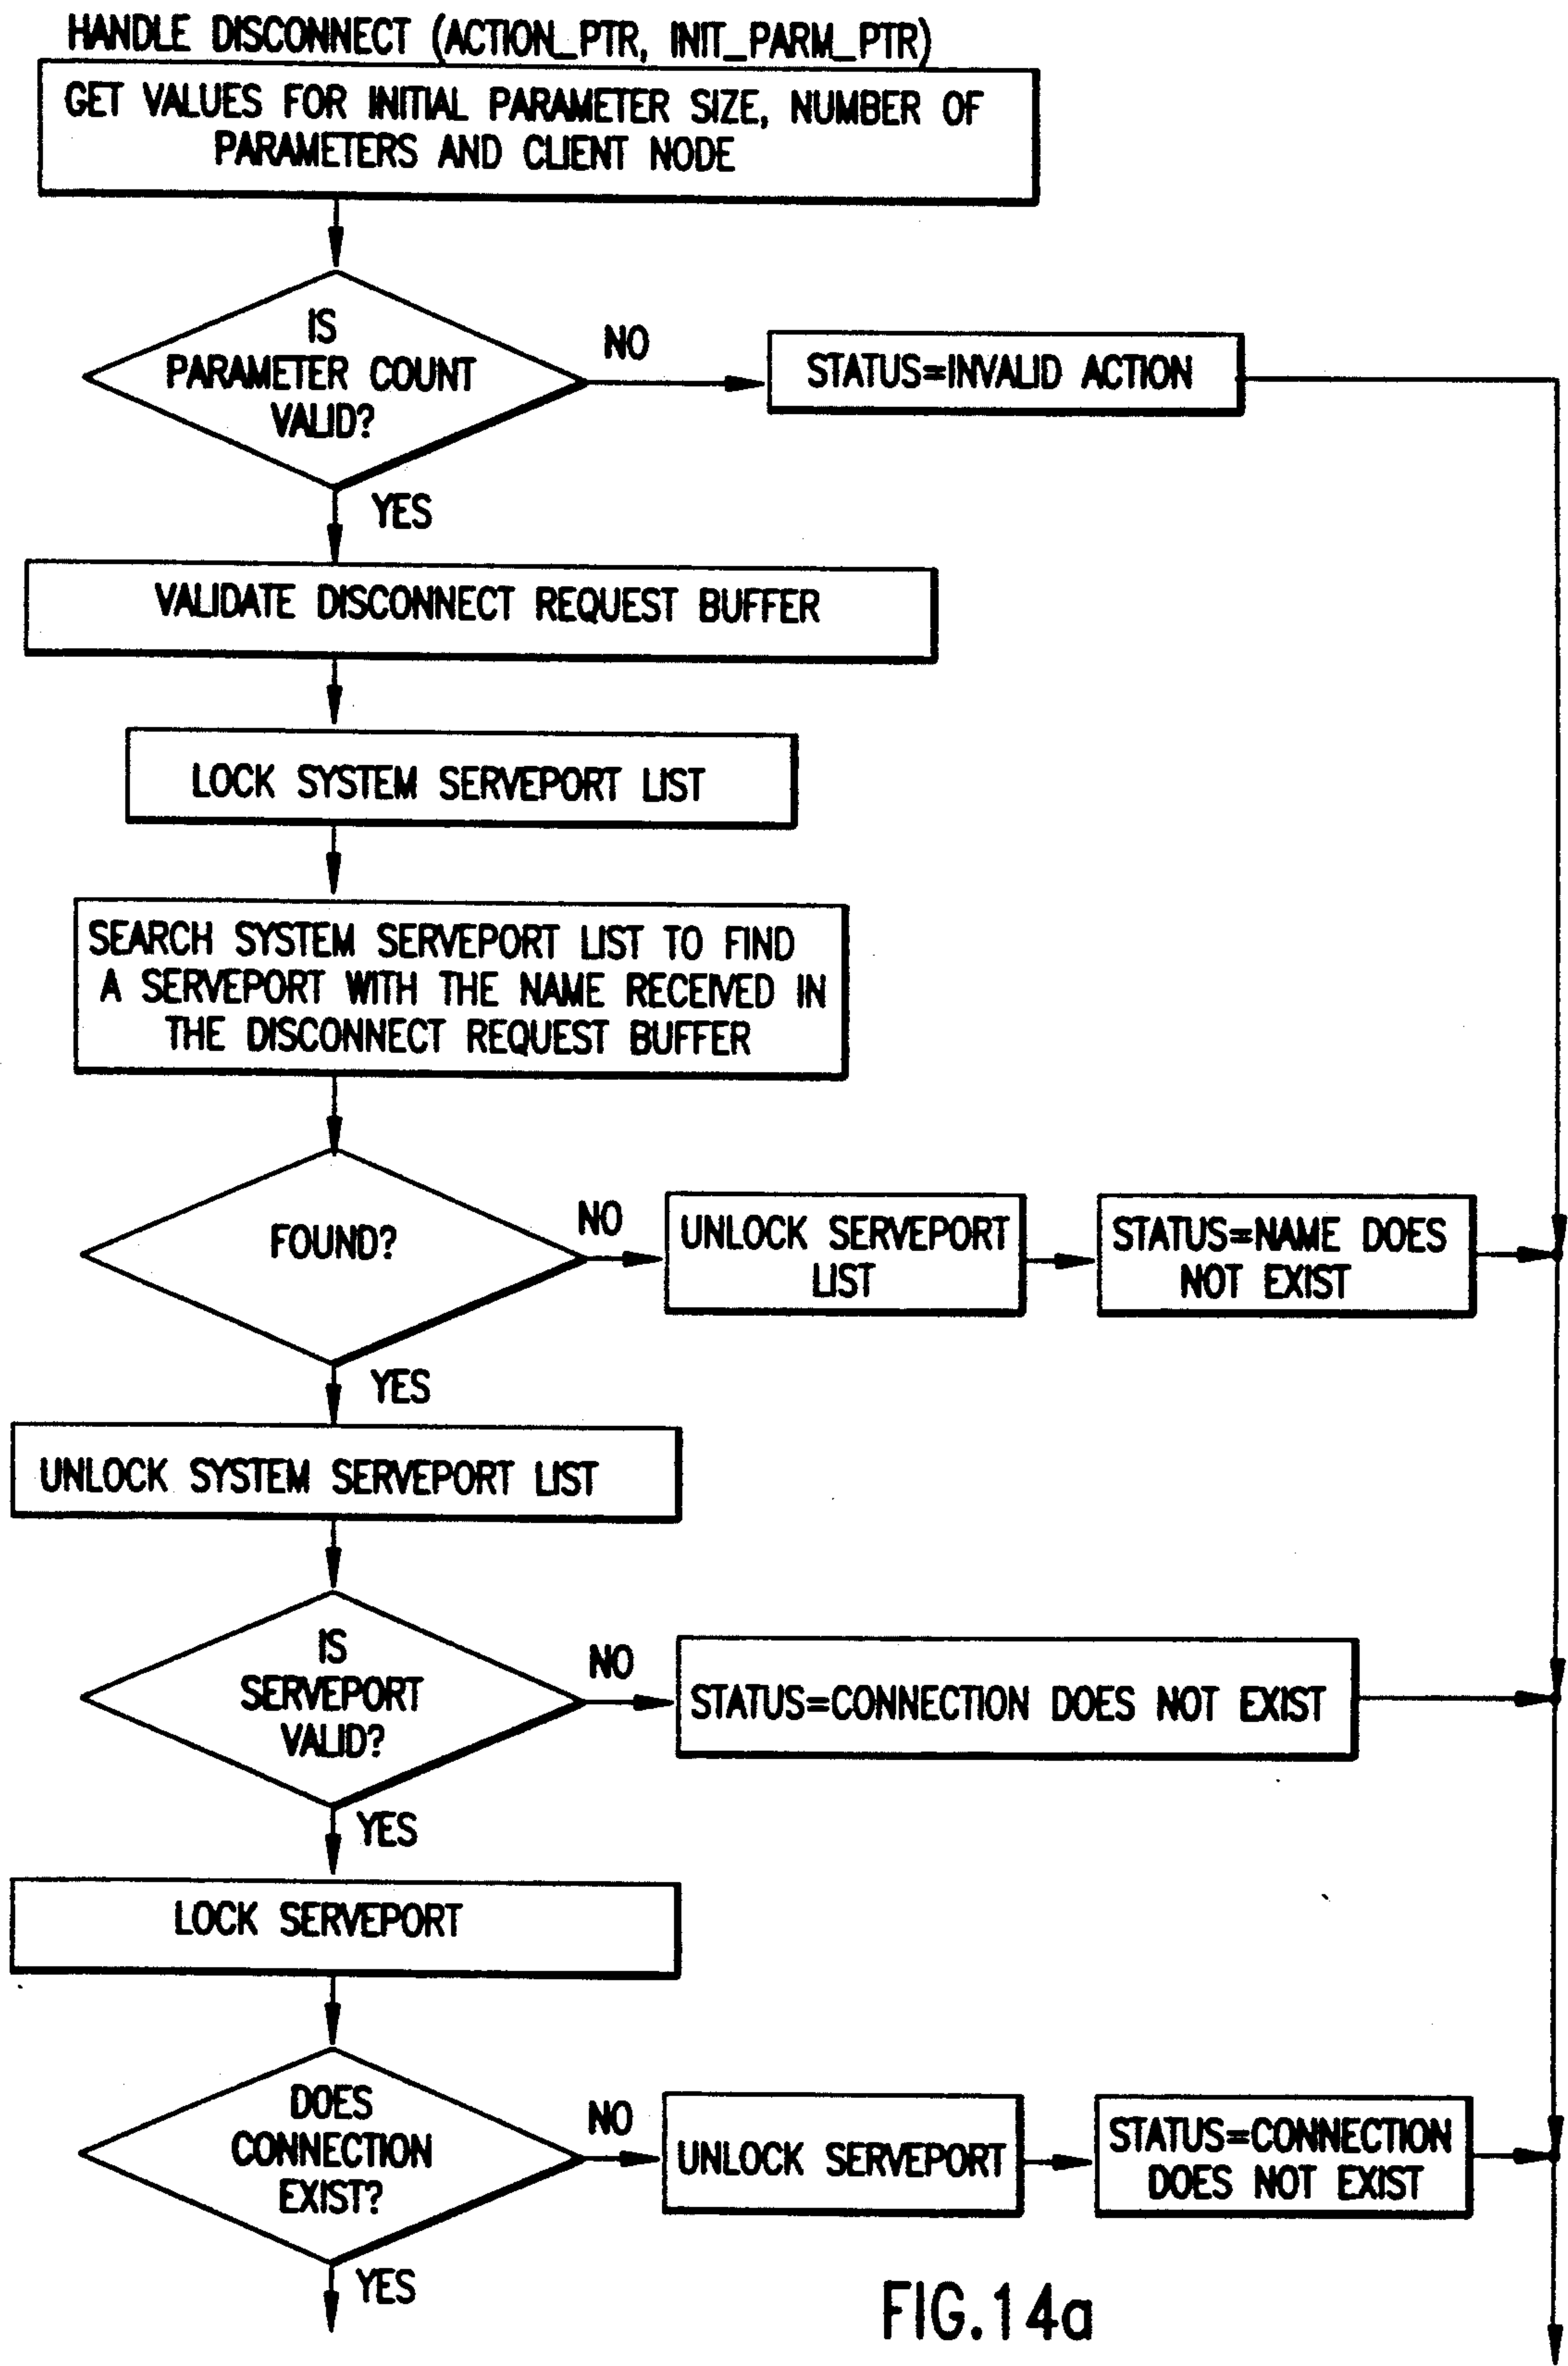 HANDLE DISCONNECT (ACTION_PTR, INIT_PARM_PTR)
GET VALUES FOR INITIAL PARAMETER SIZE, NUMBER OF
PARAMETERS AND CLIENT NODE
IS
PARAMETER COUNT
VALID?
NO
STATUS=INVALID ACTION
YES
VALIDATE DISCONNECT REQUEST BUFFER
LOCK SYSTEM SERVEPORT LIST
SEARCH SYSTEM SERVEPORT LIST TO FIND
A SERVEPORT WITH THE NAME RECEIVED IN
THE DISCONNECT REQUEST BUFFER
FOUND?
NO
UNLOCK SERVEPORT
LIST
STATUS=NAME DOES
NOT EXIST
YES
UNLOCK SYSTEM SERVEPORT LIST
IS
SERVEPORT
VALID?
NO
STATUS=CONNECTION DOES NOT EXIST
YES
LOCK SERVEPORT
DOES
CONNECTION
EXIST?
NO
UNLOCK SERVEPORT
STATUS=CONNECTION
DOES NOT EXIST
YES
FIG.14a